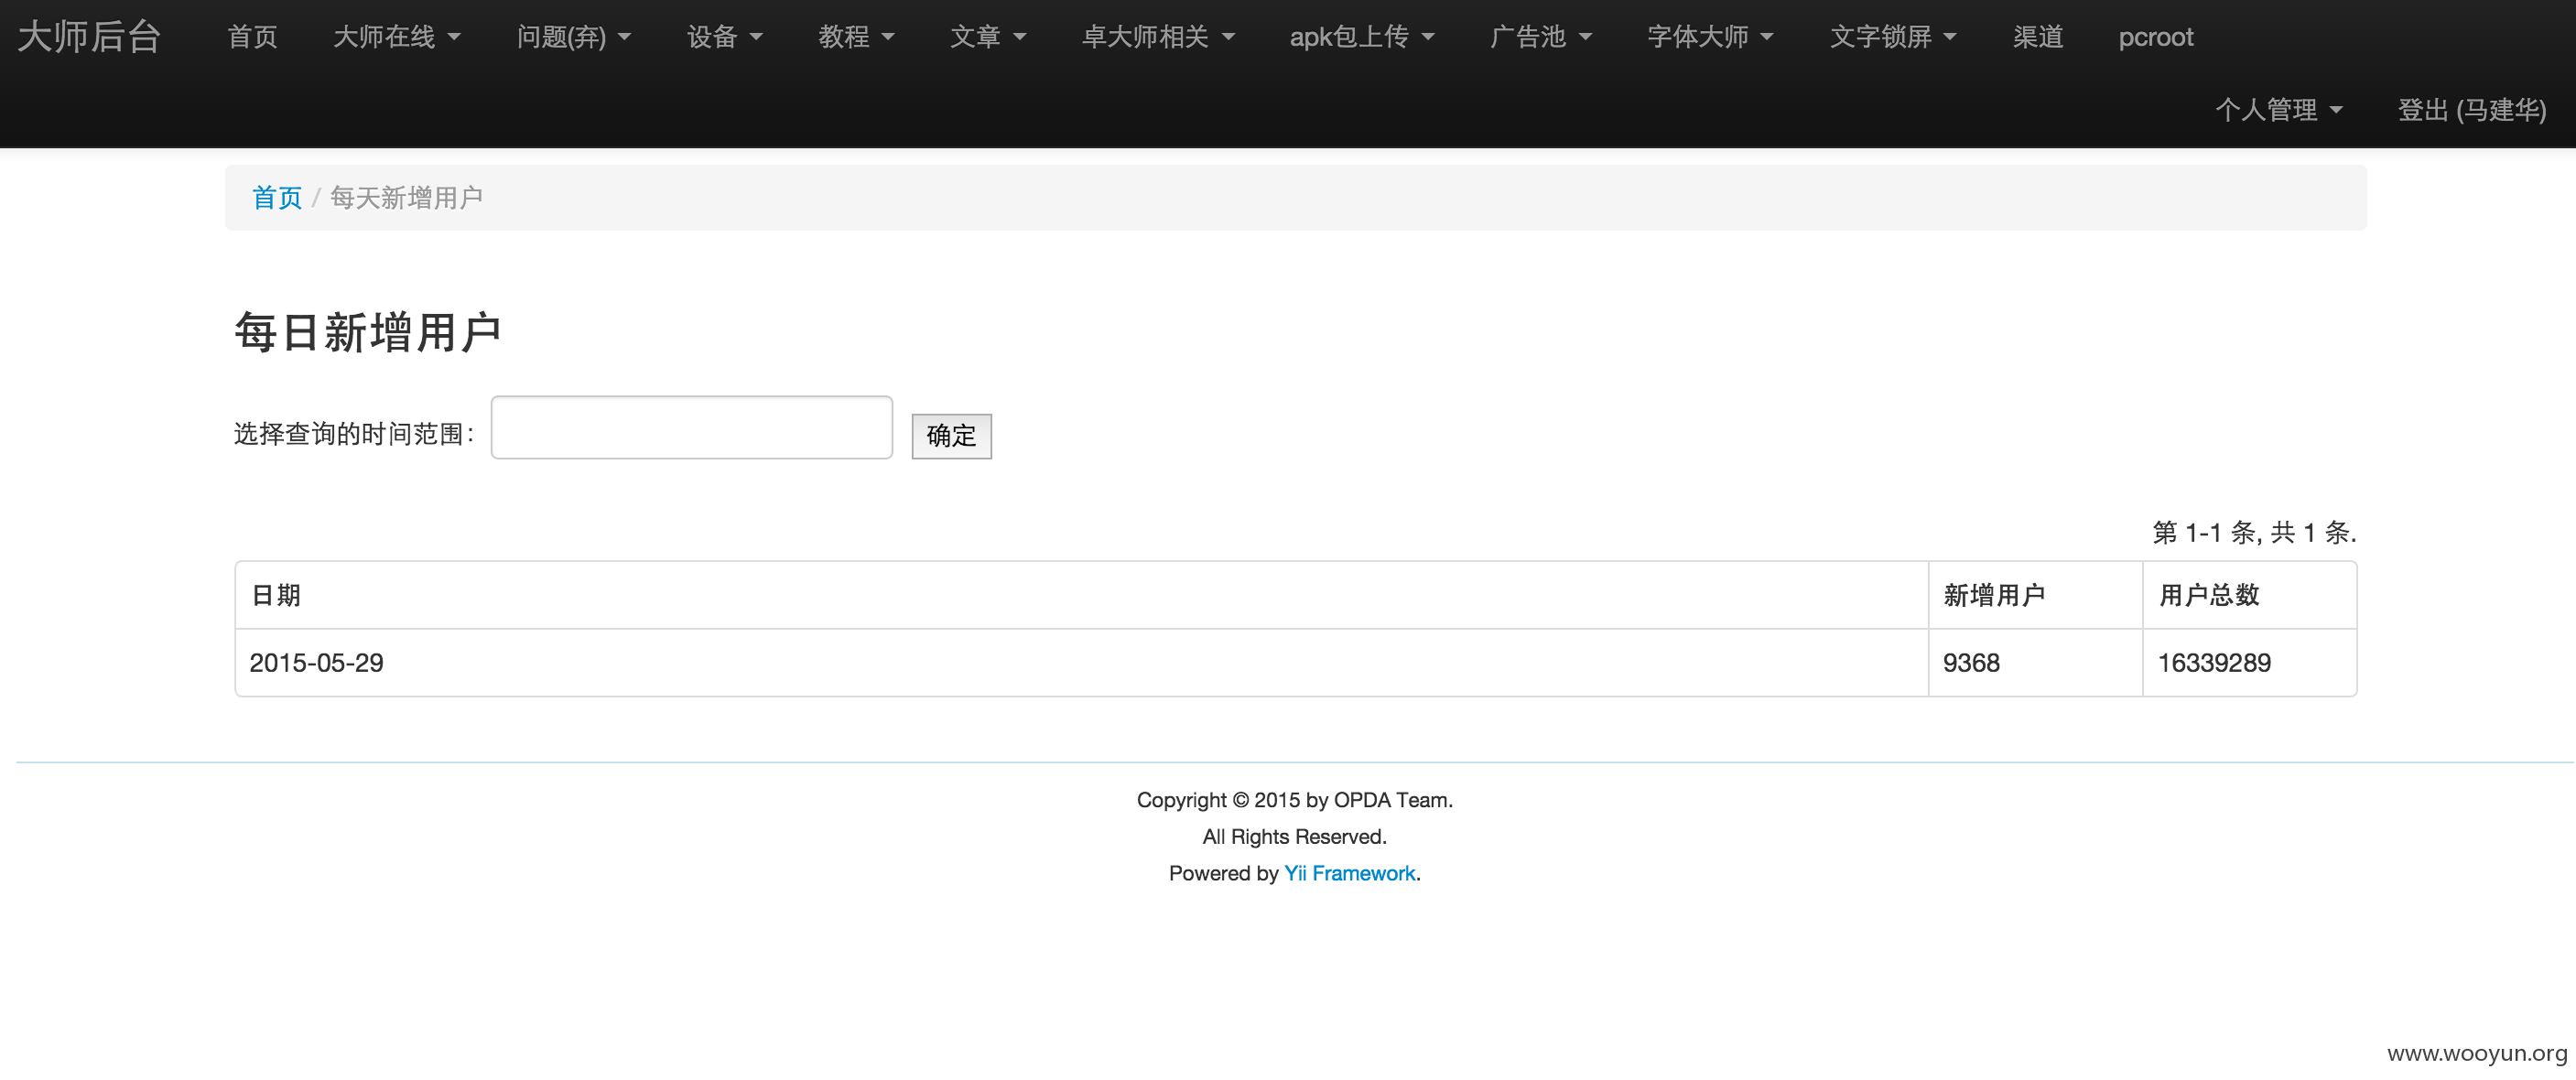 大师后台 首页 大师在线 问题(弃) 设备 教程 文章 卓大师相关 apk包上传 广告池 字体大师 文字锁屏 渠道 pcroot
个人管理 登出 (马建华)
首页 / 每天新增用户
每日新增用户
选择查询的时间范围: 确定
第 1-1 条, 共 1 条.
日期 新增用户 用户总数
2015-05-29 9368 16339289
Copyright © 2015 by OPDA Team.
All Rights Reserved.
Powered by Yii Framework.
www.wooyun.org